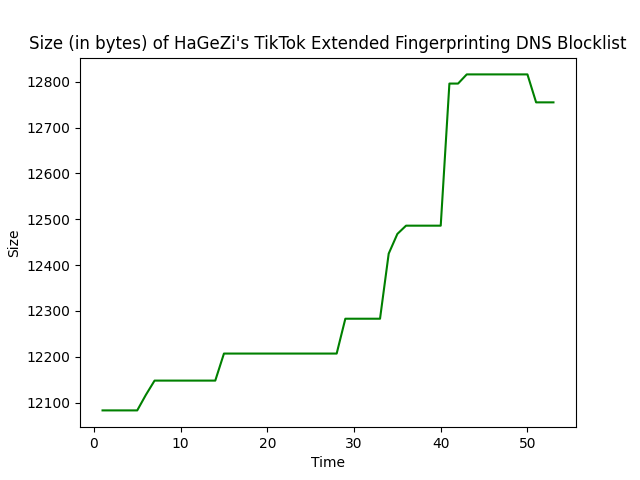 Size (in bytes) of HaGeZi's TikTok Extended Fingerprinting DNS Blocklist
12800
12700
12600
12500
12400
12300
12200
12100
Size
0 10 20 30 40 50
Time